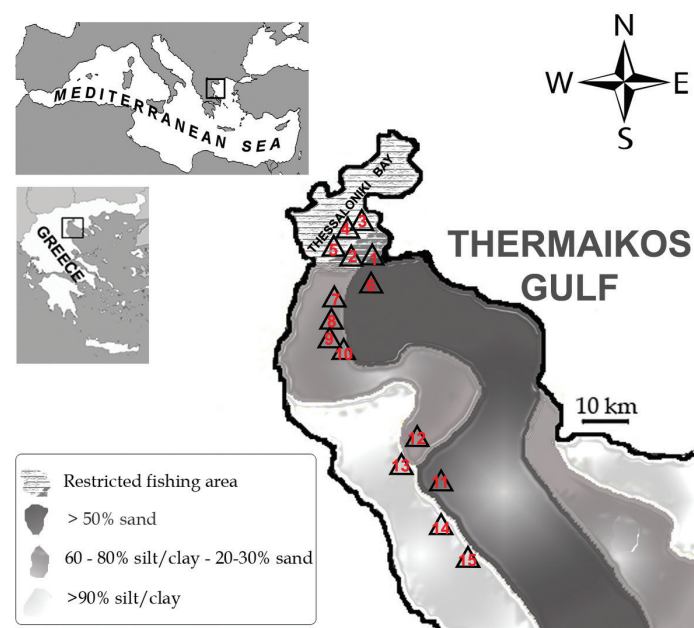 MEDITERRANEAN SEA
GREECE
N
W E
S
THESSALONIKI BAY
THERMAIKOS
GULF
3
4
5
2
1
6
7
8
9
10
12
13
11
14
15
10 km
Restricted fishing area
> 50% sand
60 - 80% silt/clay - 20-30% sand
>90% silt/clay